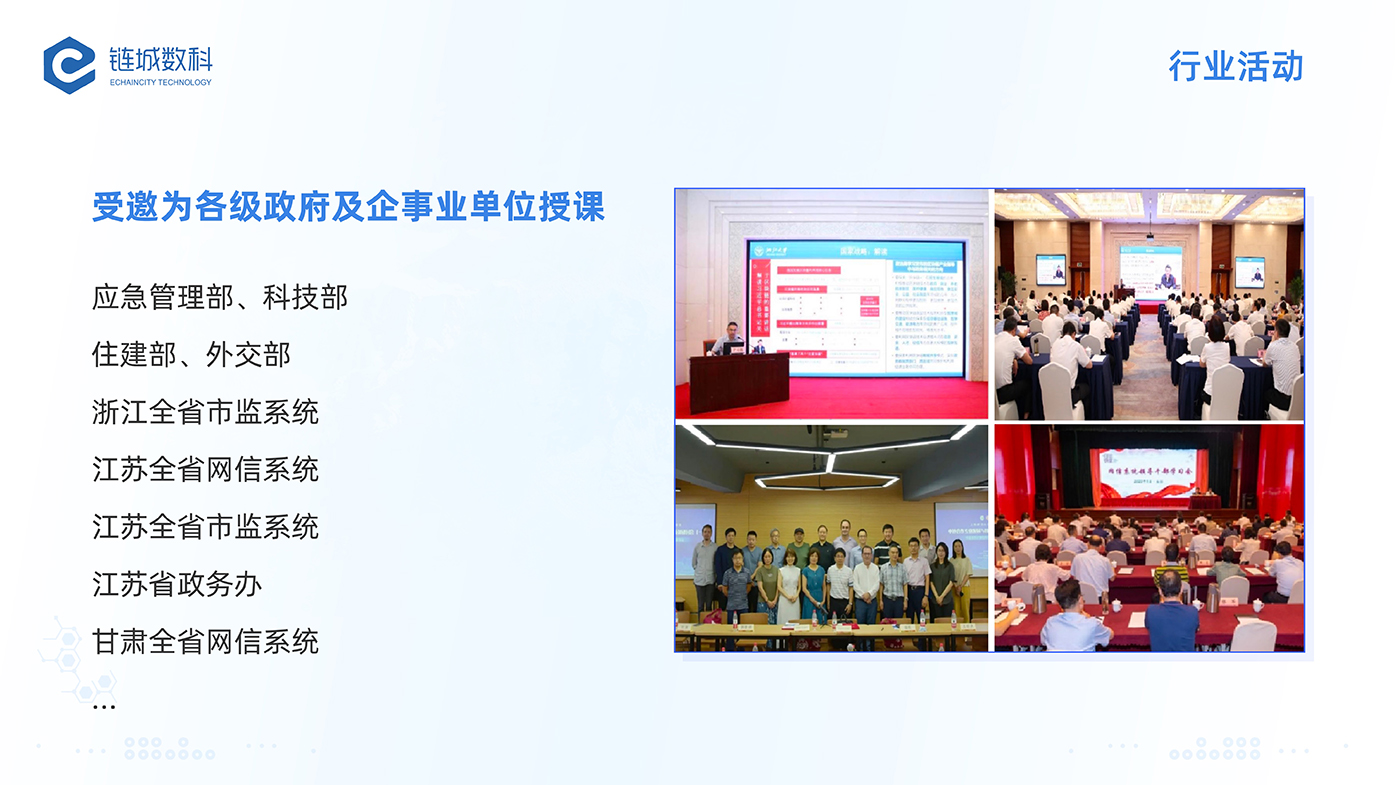 链城数科
ECHAINCITY TECHNOLOGY
行业活动
受邀为各级政府及企事业单位授课
应急管理部、科技部
住建部、外交部
浙江全省市监系统
江苏全省网信系统
江苏全省市监系统
江苏省政务办
甘肃全省网信系统
...
国家战略：解读
网信系统领导干部学习会